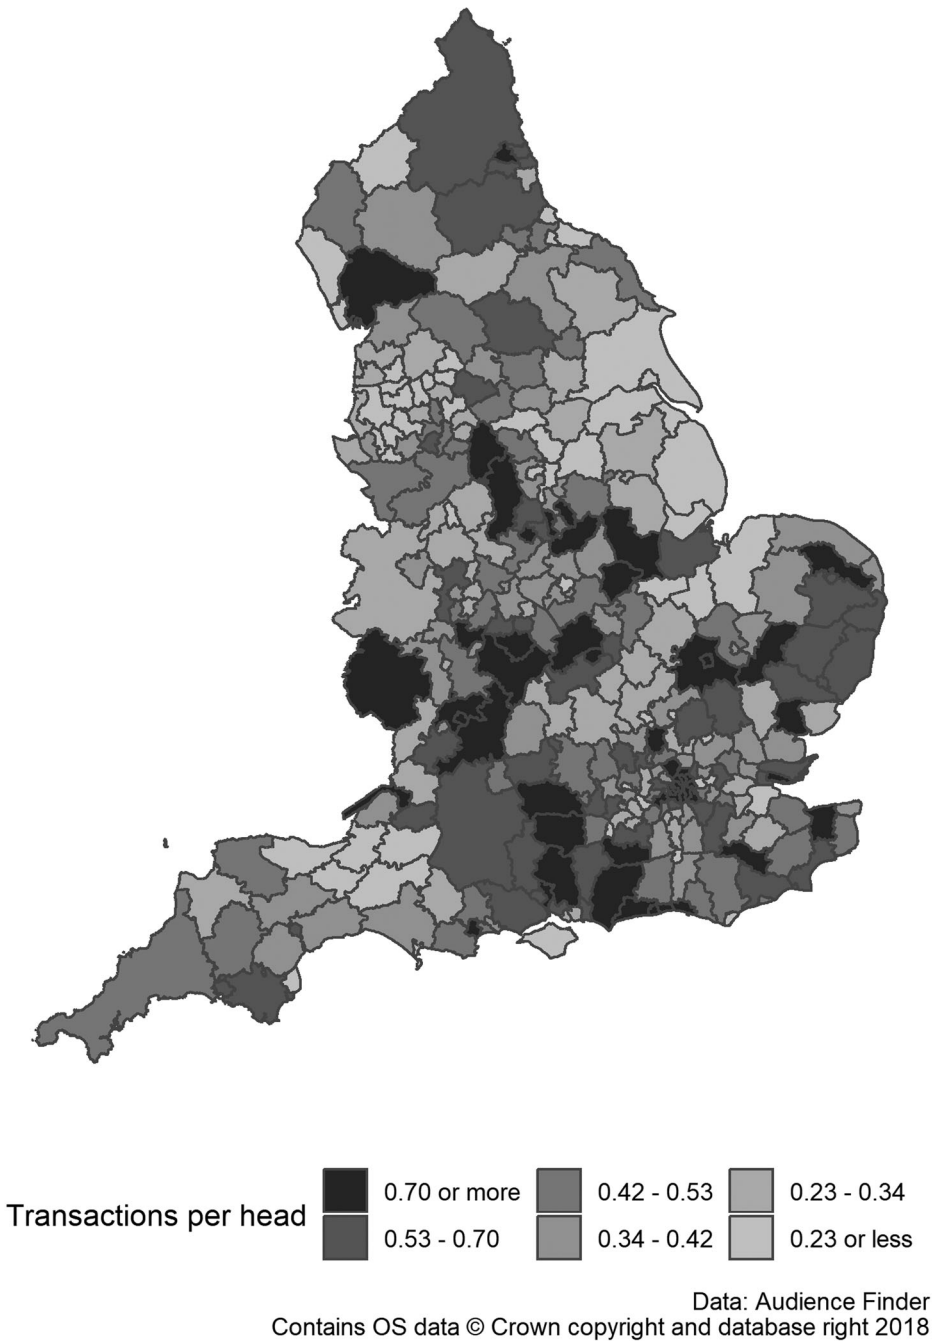 Transactions per head
0.70 or more
0.53 - 0.70
0.42 - 0.53
0.34 - 0.42
0.23 - 0.34
0.23 or less
Data: Audience Finder
Contains OS data © Crown copyright and database right 2018